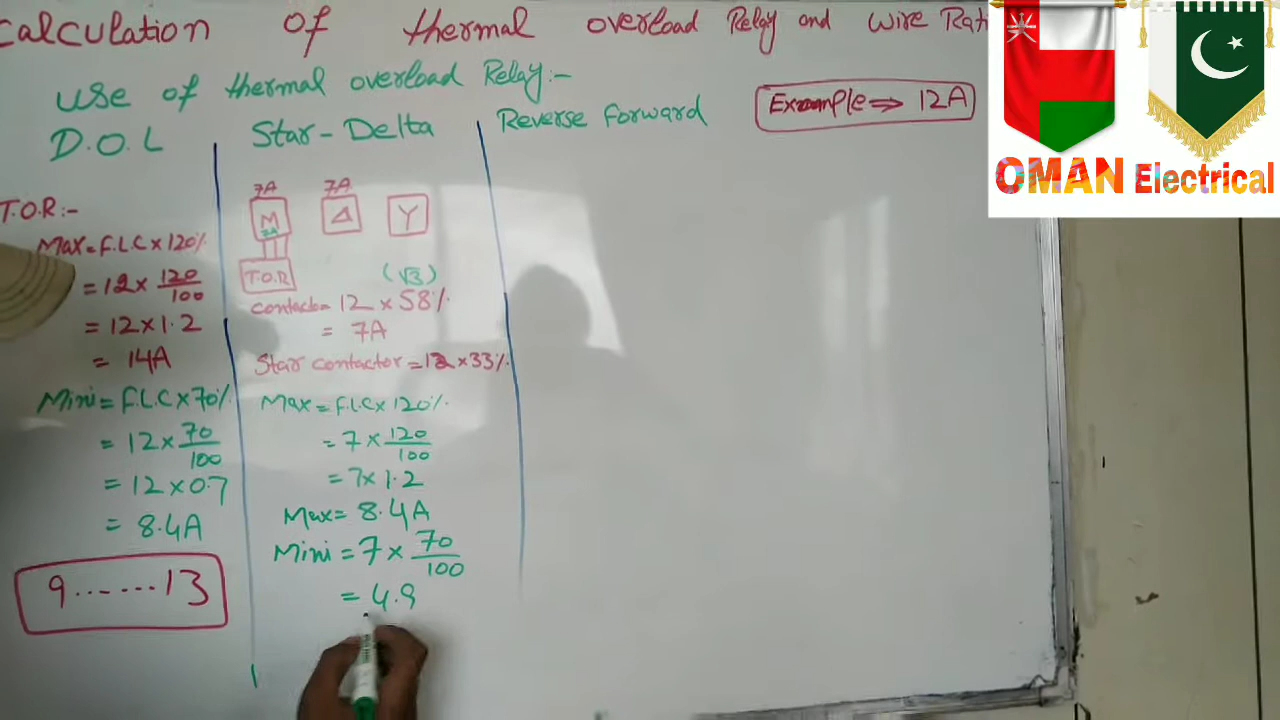 Calculation of thermal overload Relay and wire Rati
use of thermal overload Relay:-
D.O.L
Star-Delta
Reverse forward
Example⇒ 12A
OMAN Electrical
T.O.R:-
Max=F.L.C×120%
=12×120/100
=12×1.2
= 14A
Mini=F.L.C×70%
=12×70/100
=12×0.7
= 8.4A
9.......13
7A
7A
M
7A
Δ
Y
T.O.R
(√3)
contacto= 12 × 58%
= 7A
Star contactor=12×33%.
Max=F.L.C×120%.
=7×120/100
=7×1.2
Max= 8.4A
Mini=7×70/100
=4.9